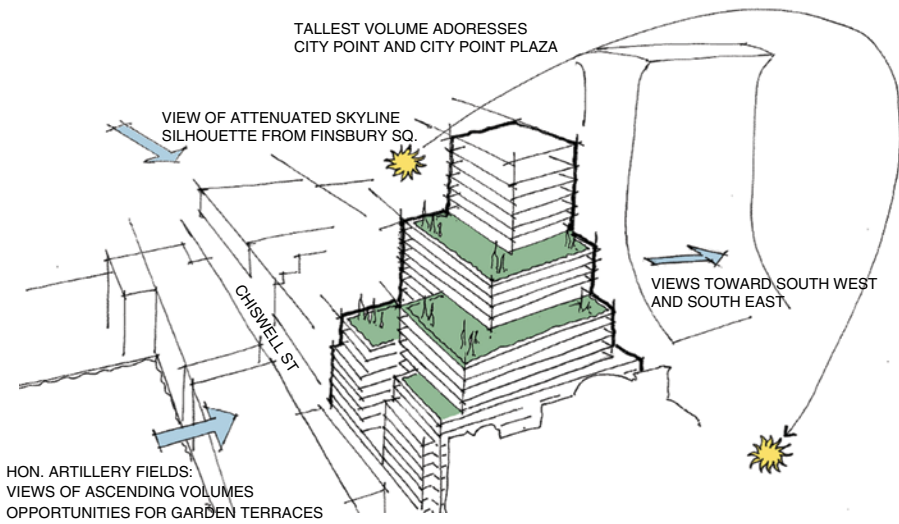 TALLEST VOLUME ADORESSES
CITY POINT AND CITY POINT PLAZA
VIEW OF ATTENUATED SKYLINE
SILHOUETTE FROM FINSBURY SQ.
VIEWS TOWARD SOUTH WEST
AND SOUTH EAST
CHISWELL ST
HON. ARTILLERY FIELDS:
VIEWS OF ASCENDING VOLUMES
OPPORTUNITIES FOR GARDEN TERRACES